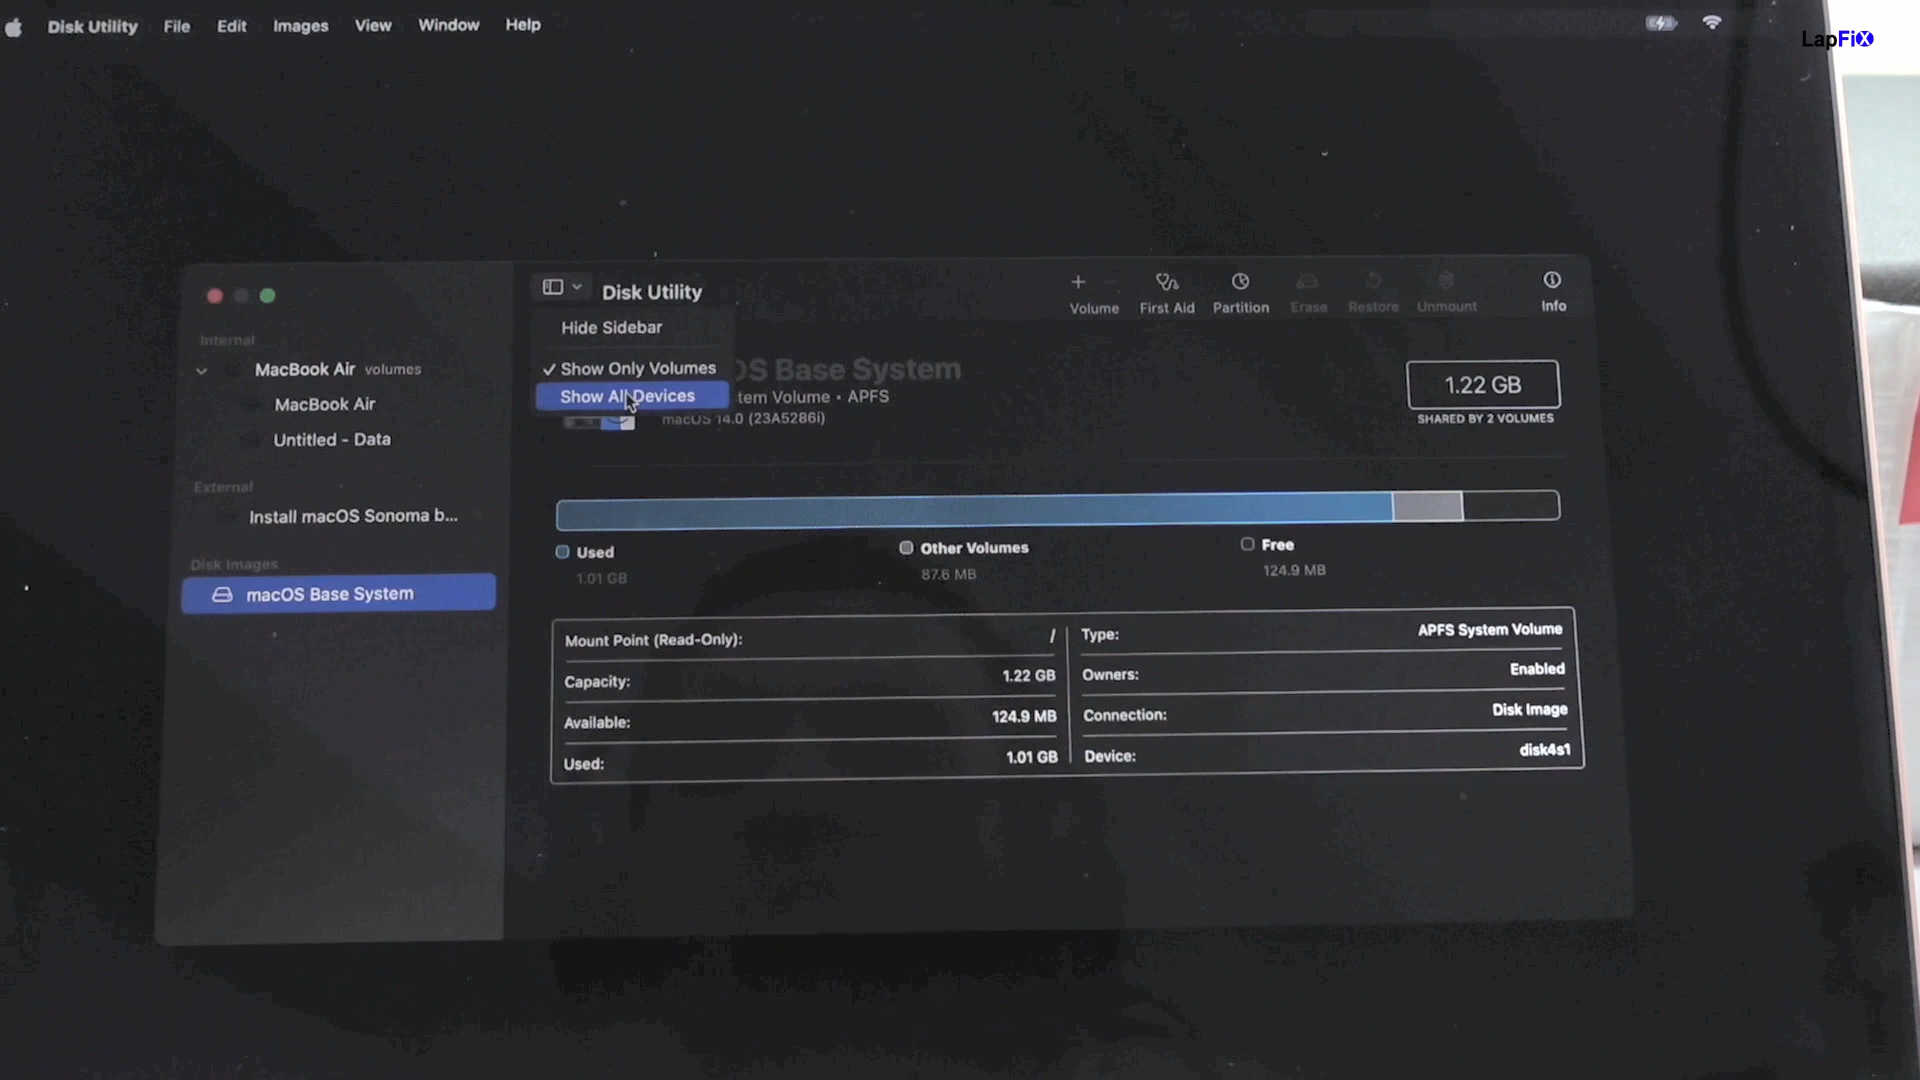 Disk Utility File Edit Images View Window Help
LapFiX
Disk Utility
Volume First Aid Partition Erase Restore Unmount Info
Hide Sidebar
Show Only Volumes
Show All Devices
Internal
MacBook Air volumes
MacBook Air
Untitled - Data
External
Install macOS Sonoma b...
Disk Images
macOS Base System
OS Base System
tem Volume • APFS
macOS 14.0 (23A5286i)
1.22 GB
SHARED BY 2 VOLUMES
Used
1.01 GB
Other Volumes
87.6 MB
Free
124.9 MB
Mount Point (Read-Only): /
Capacity: 1.22 GB
Available: 124.9 MB
Used: 1.01 GB
Type: APFS System Volume
Owners: Enabled
Connection: Disk Image
Device: disk4s1